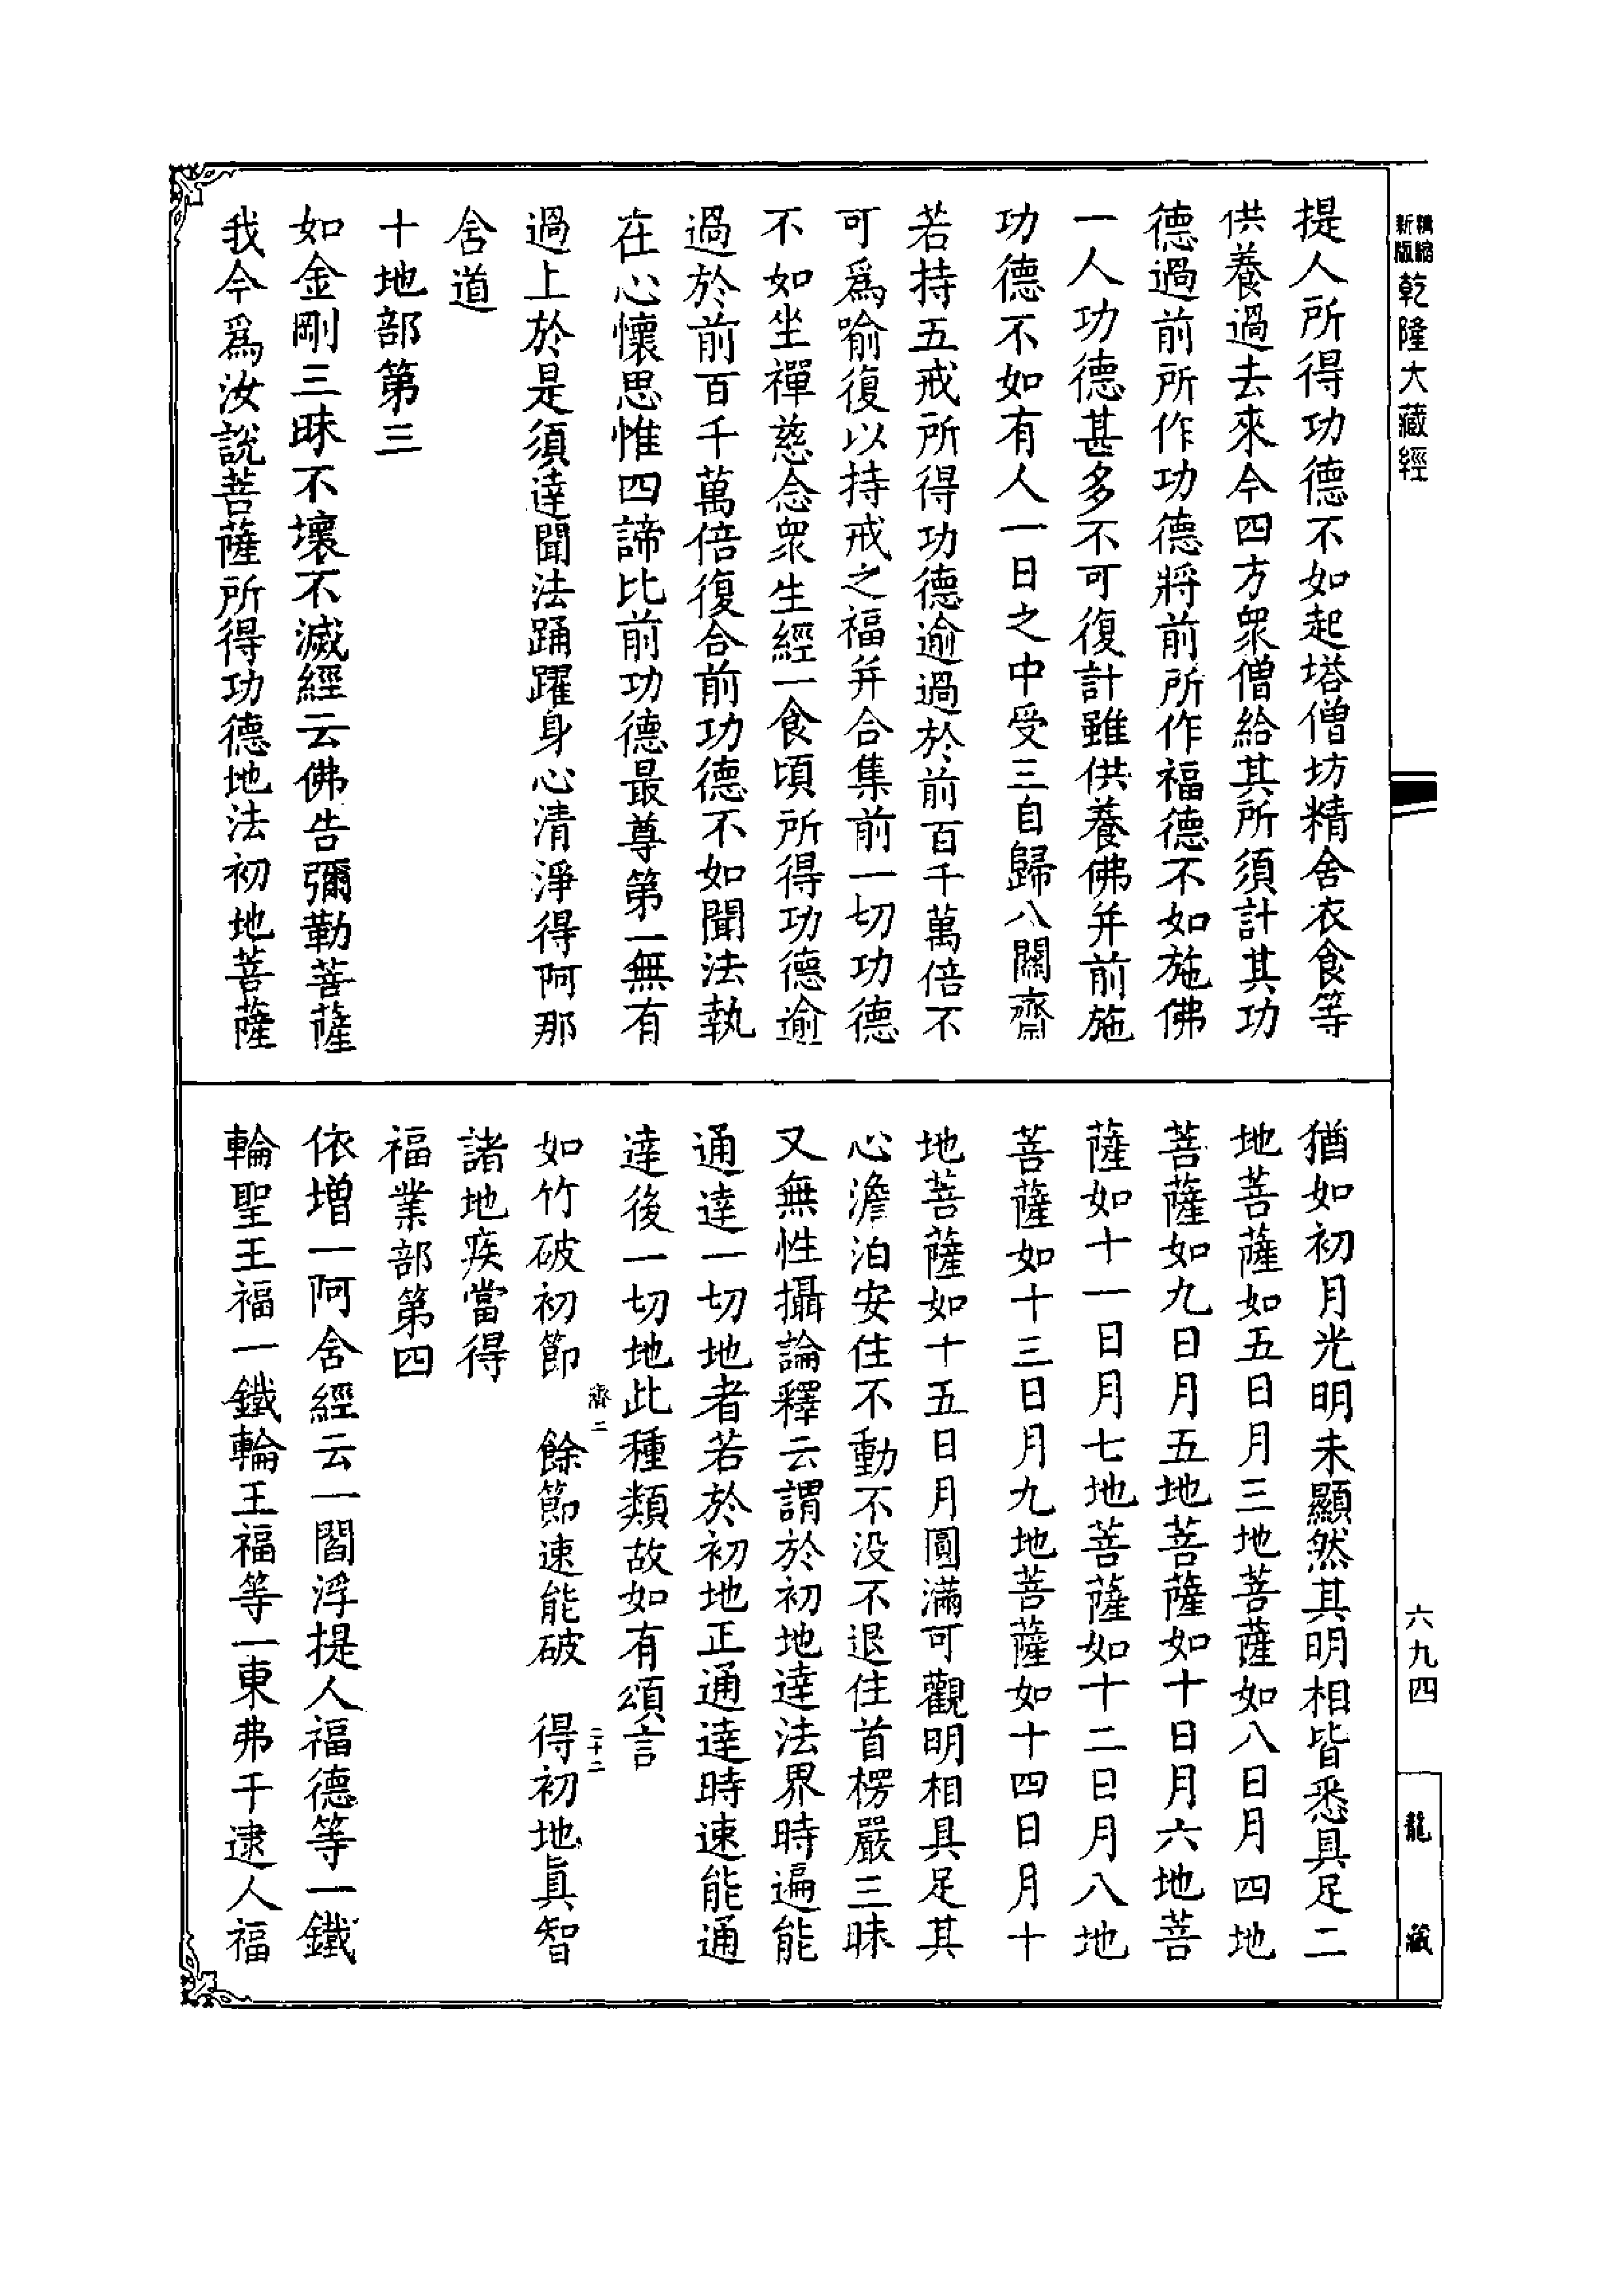 精縮新版乾隆大藏經
提人所得功德不如起塔僧坊精舍衣食等
供養過去來今四方衆僧給其所須計其功
德過前所作功德將前所作福德不如施佛
一人功德甚多不可復計雖供養佛并前施
功德不如有人一日之中受三自歸八關齋
若持五戒所得功德逾過於前百千萬倍不
可爲喻復以持戒之福并合集前一切功德
不如坐禪慈念衆生經一食頃所得功德逾
過於前百千萬倍復合前功德不如聞法執
在心懷思惟四諦比前功德最尊第一無有
過上於是須達聞法踊躍身心清淨得阿那
含道
十地部第三
如金剛三昧不壞不滅經云佛告彌勒菩薩
我今爲汝說菩薩所得功德地法初地菩薩
猶如初月光明未顯然其明相皆悉具足二
地菩薩如五日月三地菩薩如八日月四地
菩薩如九日月五地菩薩如十日月六地菩
薩如十一日月七地菩薩如十二日月八地
菩薩如十三日月九地菩薩如十四日月十
地菩薩如十五日月圓滿可觀明相具足其
心澹泊安住不動不没不退住首楞嚴三昧
又無性攝論釋云謂於初地達法界時遍能
通達一切地者若於初地正通達時速能通
達後一切地此種類故如有頌言
齊二
二十二
如竹破初節　餘節速能破　得初地眞智
諸地疾當得
福業部第四
依增一阿含經云一閻浮提人福德等一鐵
輪聖王福一鐵輪王福等一東弗于逮人福
六九四
龍藏